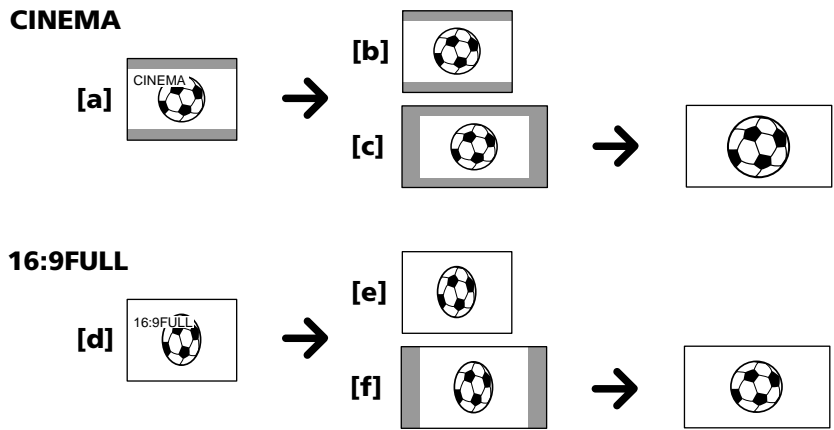 CINEMA
[a]
CINEMA
[b]
[c]
16:9FULL
[d]
16:9FULL
[e]
[f]